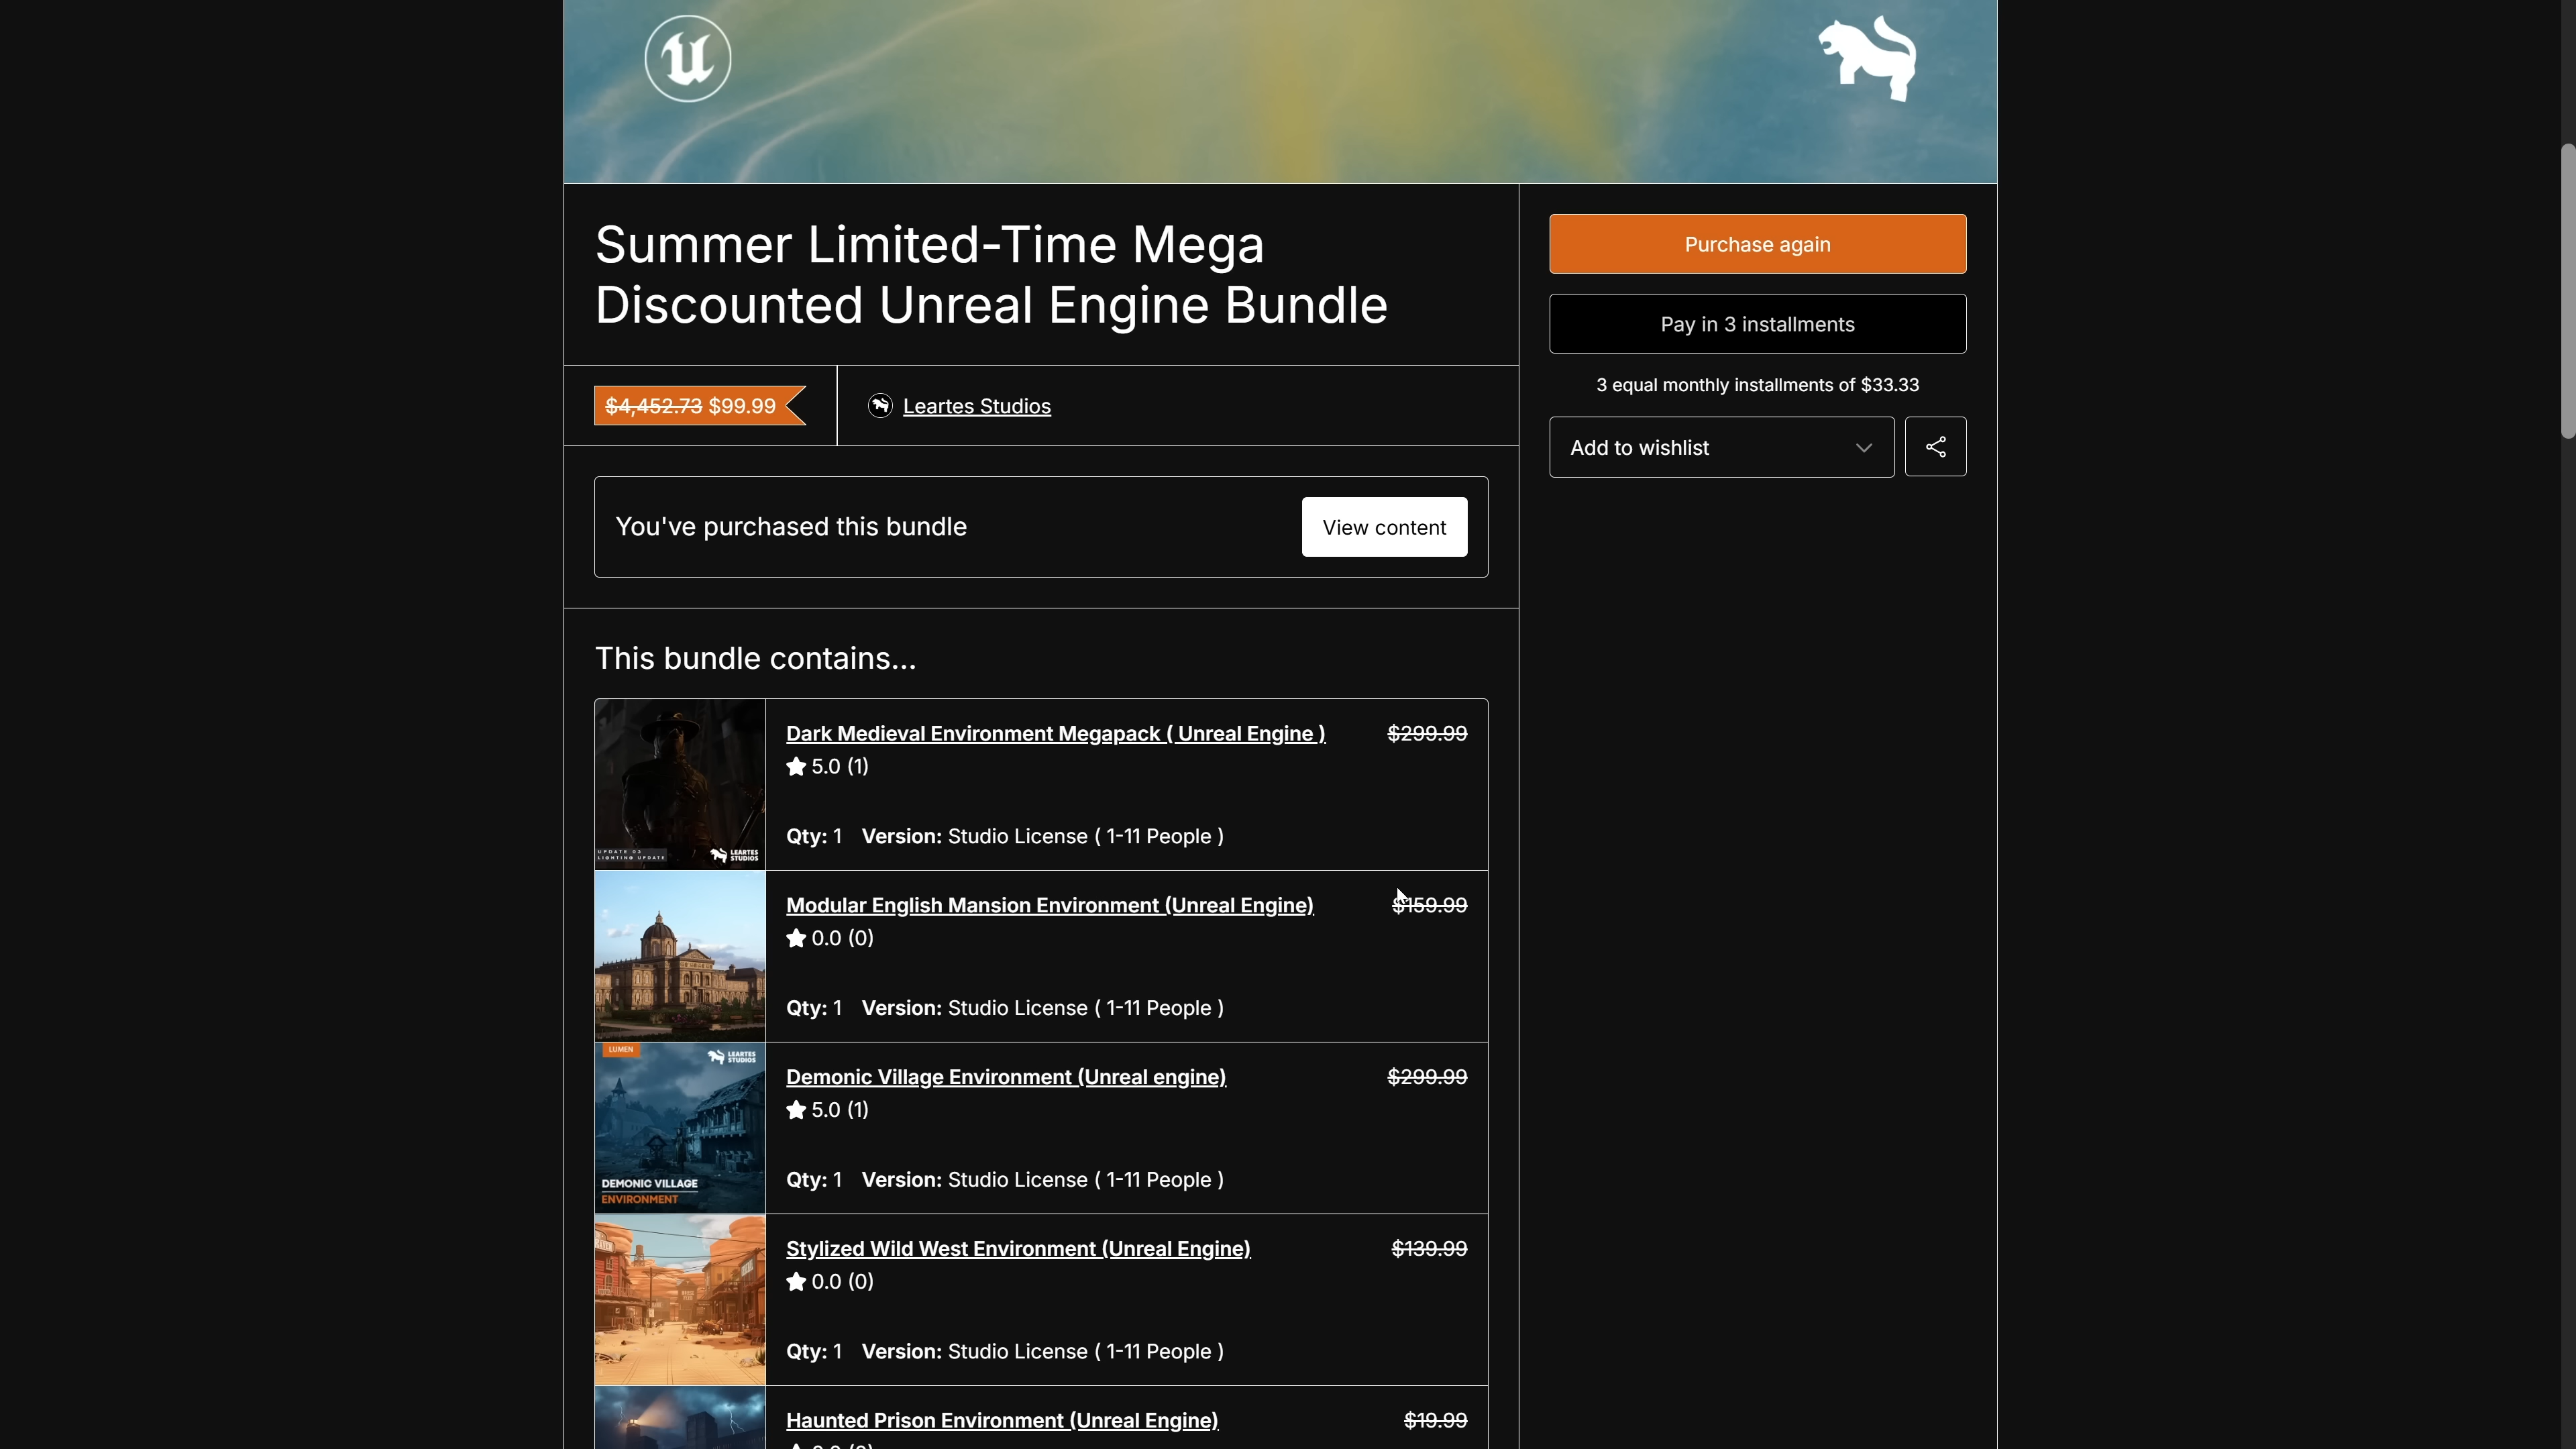 Summer Limited-Time Mega
Discounted Unreal Engine Bundle
$4,452.73 $99.99
Leartes Studios
You've purchased this bundle
View content
Purchase again
Pay in 3 installments
3 equal monthly installments of $33.33
Add to wishlist
This bundle contains...
Dark Medieval Environment Megapack ( Unreal Engine )
$299.99
5.0 (1)
Qty: 1 Version: Studio License ( 1-11 People )
UPDATE 03
LIGHTING UPDATE
LEARTES
STUDIOS
Modular English Mansion Environment (Unreal Engine)
$159.99
0.0 (0)
Qty: 1 Version: Studio License ( 1-11 People )
LUMEN
LEARTES
STUDIOS
DEMONIC VILLAGE
ENVIRONMENT
Demonic Village Environment (Unreal engine)
$299.99
5.0 (1)
Qty: 1 Version: Studio License ( 1-11 People )
Stylized Wild West Environment (Unreal Engine)
$139.99
0.0 (0)
Qty: 1 Version: Studio License ( 1-11 People )
Haunted Prison Environment (Unreal Engine)
$19.99